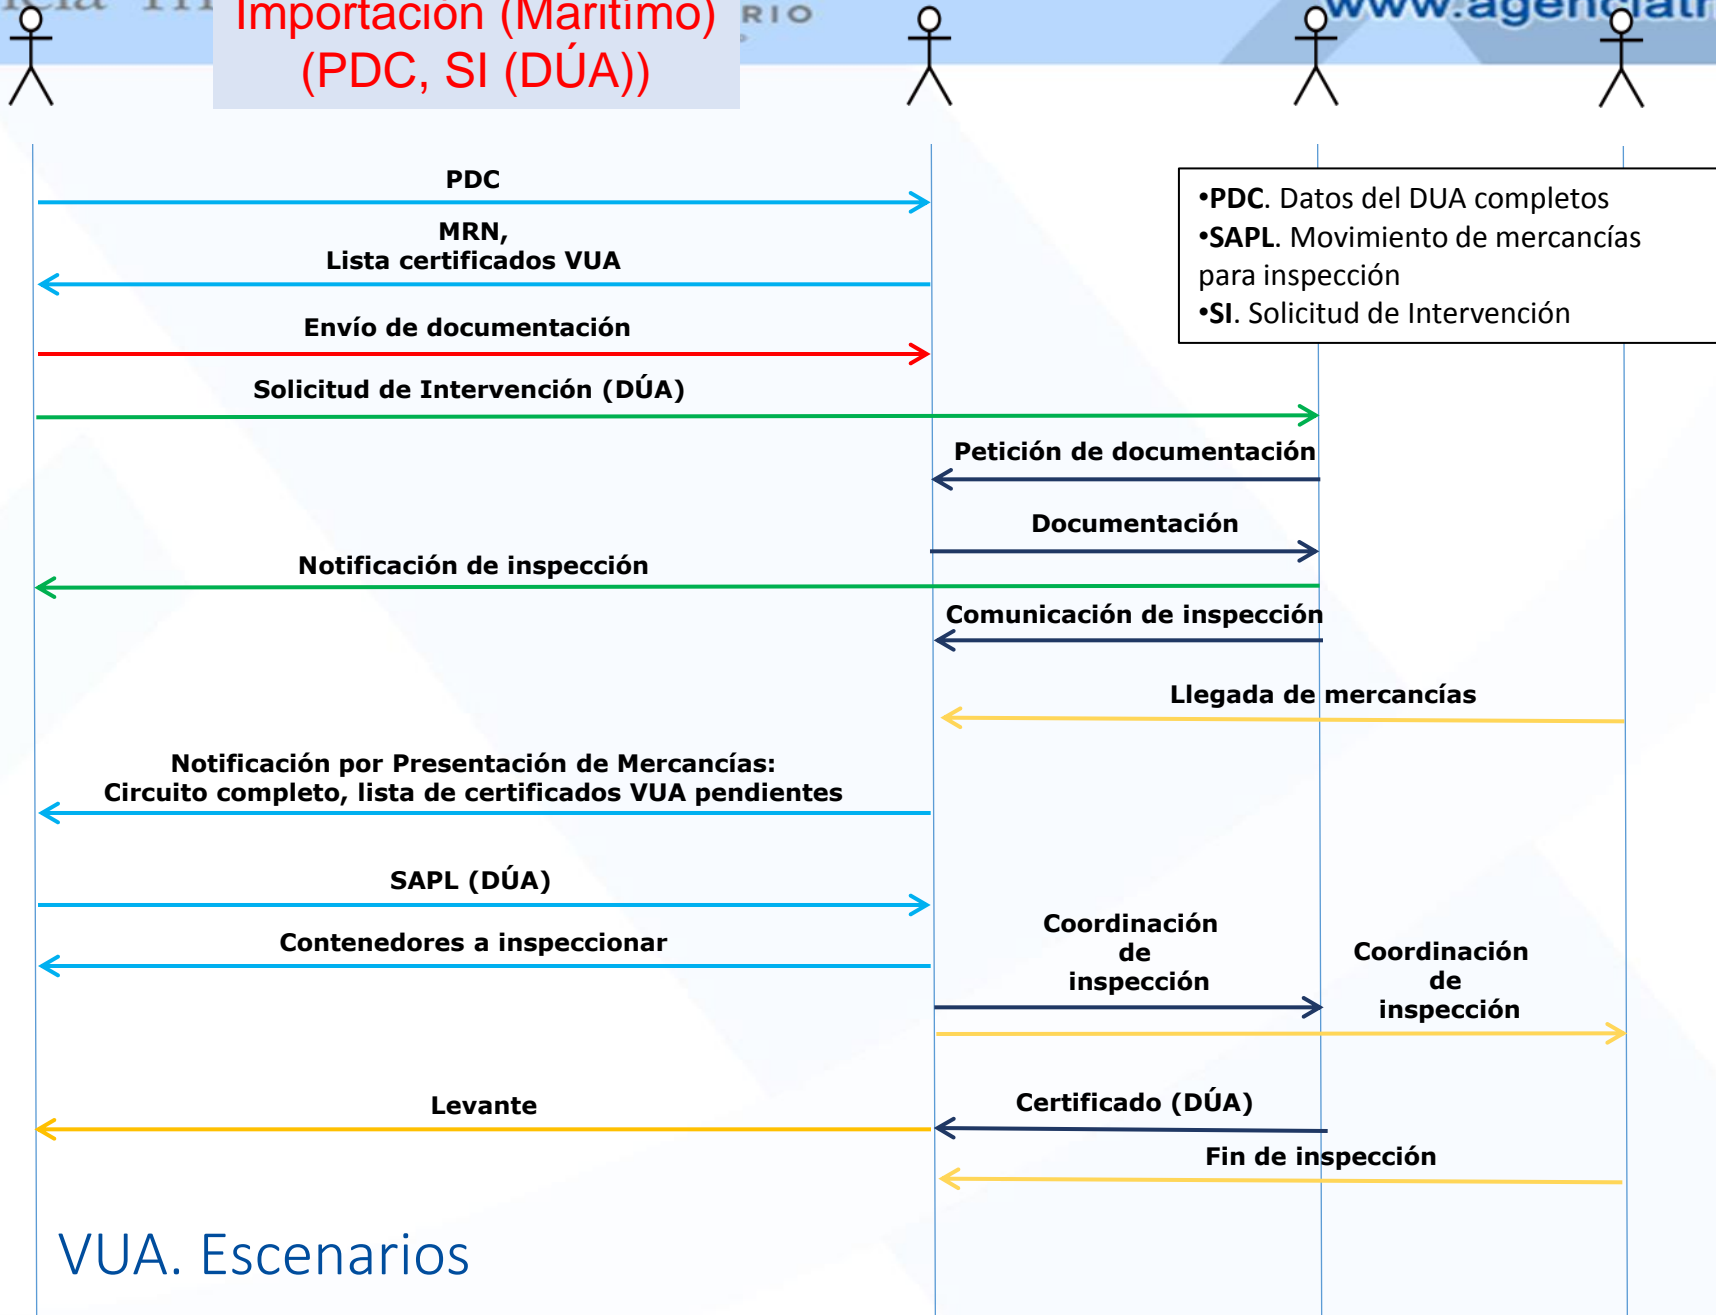 Importación (Marítimo)
(PDC, SI (DÚA))
RIO
PDC
MRN,
Lista certificados VUA
•PDC. Datos del DUA completos
•SAPL. Movimiento de mercancías
para inspección
•SI. Solicitud de Intervención
Envío de documentación
Solicitud de Intervención (DÚA)
Petición de documentación
Documentación
Notificación de inspección
Comunicación de inspección
Llegada de mercancías
Notificación por Presentación de Mercancías:
Circuito completo, lista de certificados VUA pendientes
SAPL (DÚA)
Contenedores a inspeccionar
Coordinación
de
inspección
Coordinación
de
inspección
Levante
Certificado (DÚA)
Fin de inspección
VUA. Escenarios